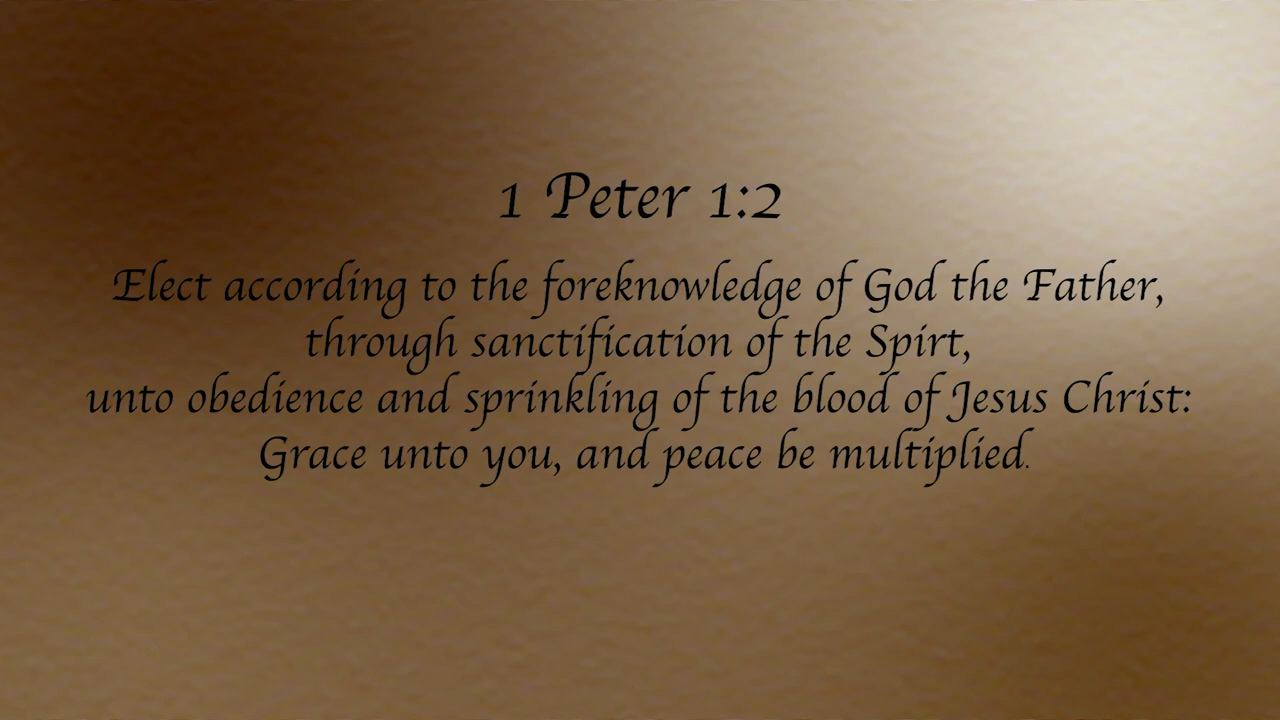 1 Peter 1:2
Elect according to the foreknowledge of God the Father,
through sanctification of the Spirt,
unto obedience and sprinkling of the blood of Jesus Christ:
Grace unto you, and peace be multiplied.